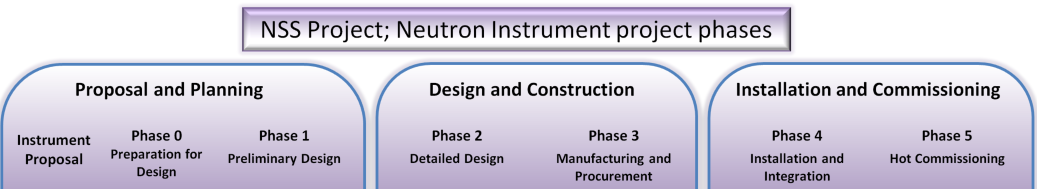 NSS Project; Neutron Instrument project phases
Proposal and Planning
Instrument
Proposal
Phase 0
Preparation for
Design
Phase 1
Preliminary Design
Design and Construction
Phase 2
Detailed Design
Phase 3
Manufacturing and
Procurement
Installation and Commissioning
Phase 4
Installation and
Integration
Phase 5
Hot Commissioning